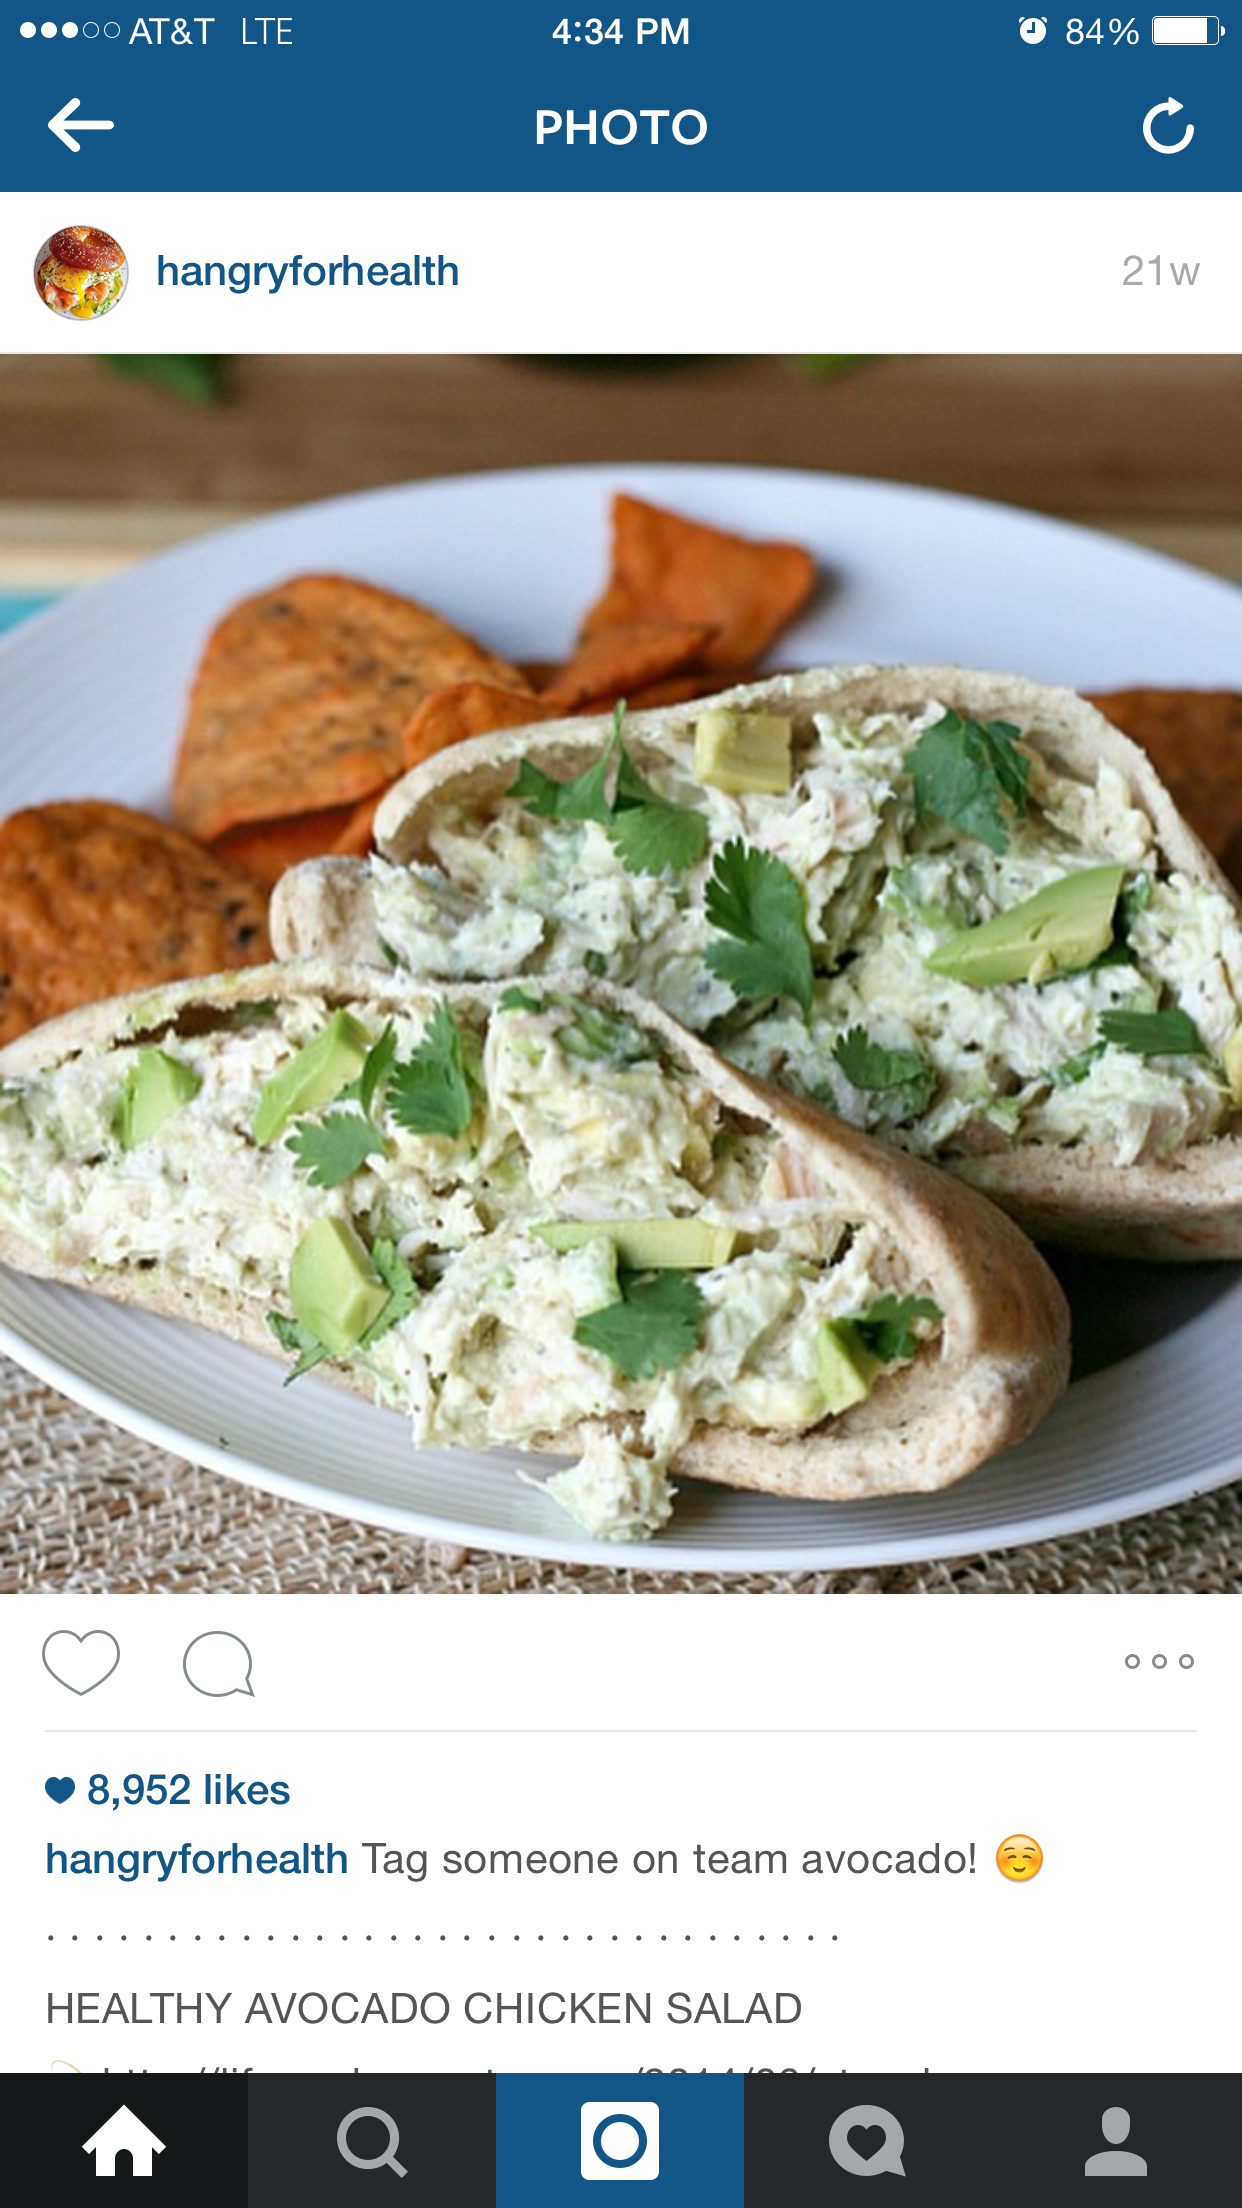 AT&T LTE 4:34 PM 84%
PHOTO
hangryforhealth 21w
8,952 likes
hangryforhealth Tag someone on team avocado! ☺️
. . . . . . . . . . . . . . . . . . . . . . . . . . . . . . . . .
HEALTHY AVOCADO CHICKEN SALAD